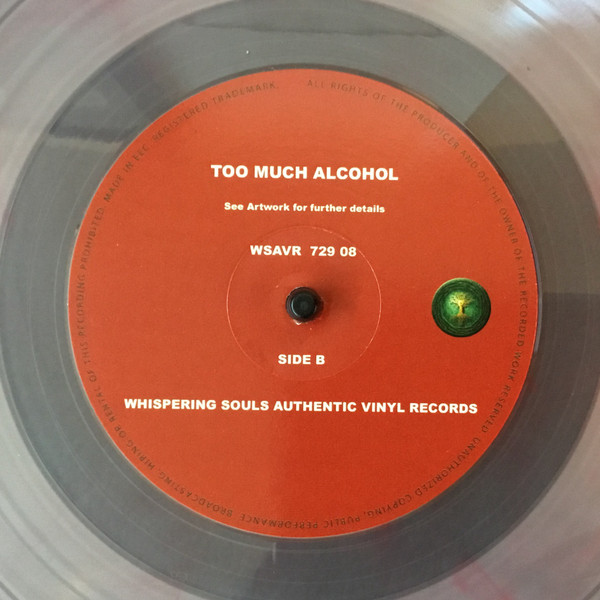 TOO MUCH ALCOHOL
See Artwork for further details
WSAVR 729 08
SIDE B
WHISPERING SOULS AUTHENTIC VINYL RECORDS
ALL RIGHTS OF THE PRODUCER AND OF THE OWNER OF THE RECORDED WORK RESERVED. UNAUTHORIZED COPYING, PUBLIC PERFORMANCE, BROADCASTING, HIRING OR RENTAL OF THIS RECORDING PROHIBITED. MADE IN EEC. REGISTERED TRADEMARK.